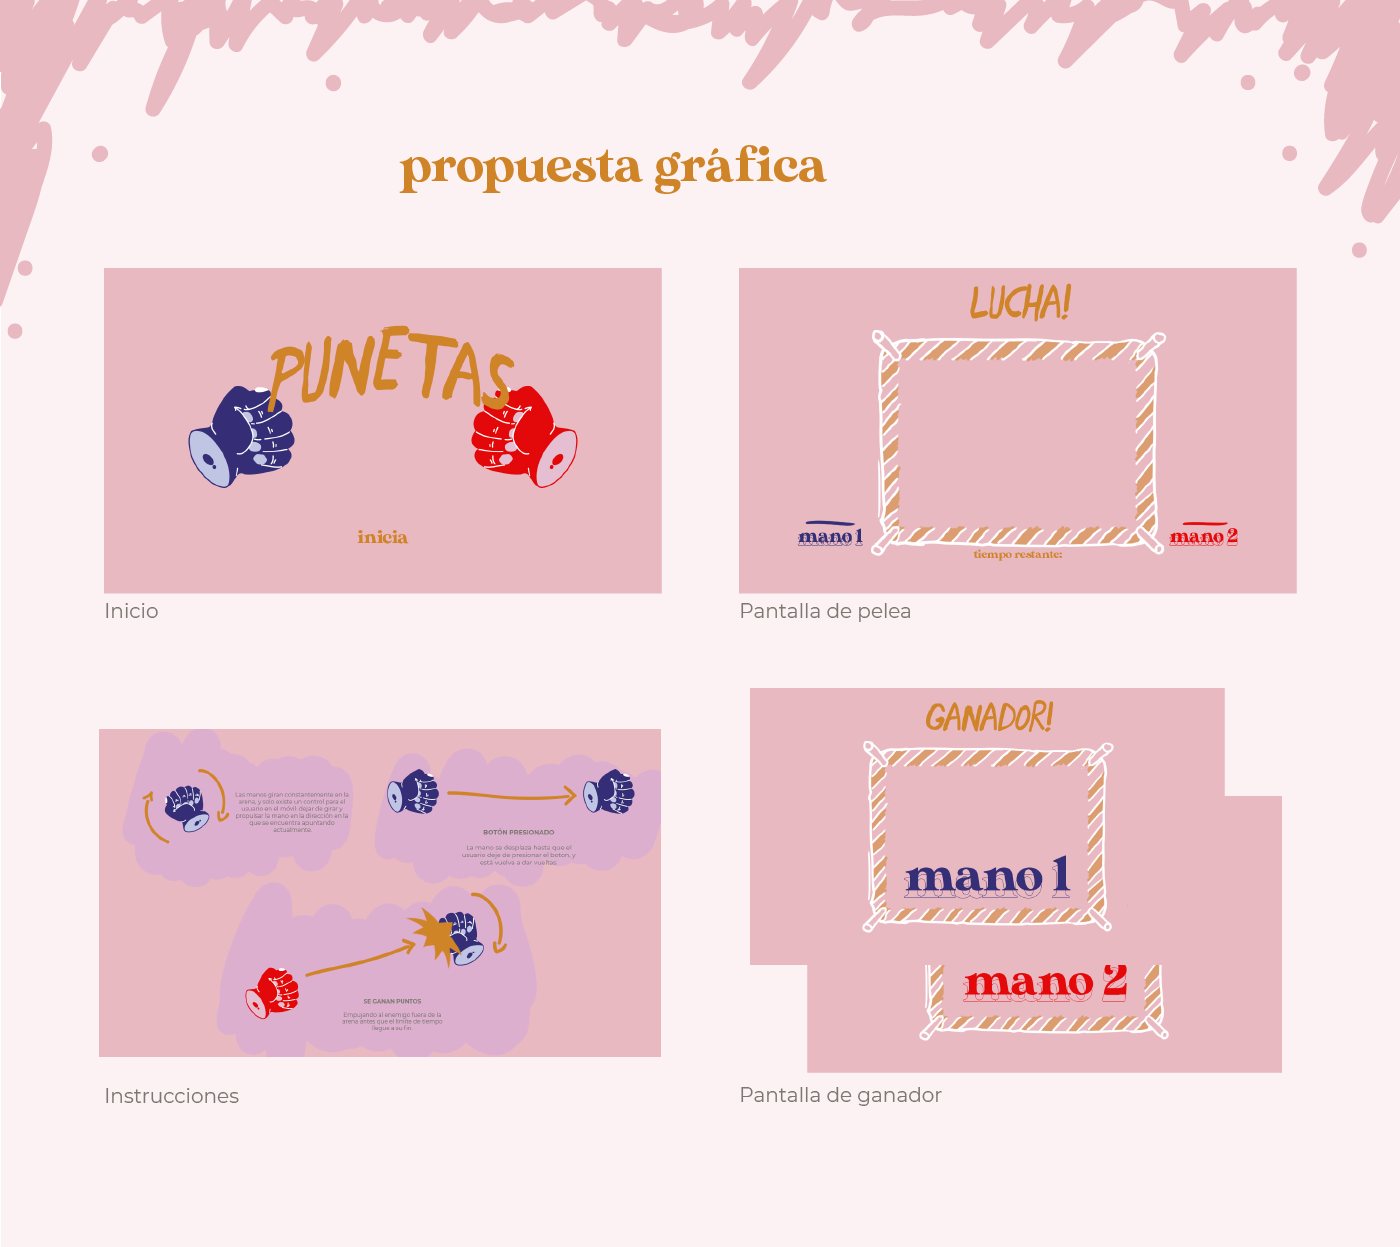 propuesta gráfica
PUNETAS
inicia
Inicio
LUCHA!
mano 1
mano 2
tiempo restante:
Pantalla de pelea
Las manos giran constantemente en la
arena, y solo existe un control para el
usuario en el móvil: dejar de girar y
propulsar la mano en la dirección en la
que se encuentra apuntando
actualmente.
BOTÓN PRESIONADO
La mano se desplaza hasta que el
usuario deje de presionar el botón, y
está vuelva a dar vueltas.
SE GANAN PUNTOS
Empujando al enemigo fuera de la
arena antes que el límite de tiempo
llegue a su fin.
Instrucciones
GANADOR!
mano 1
mano 2
Pantalla de ganador